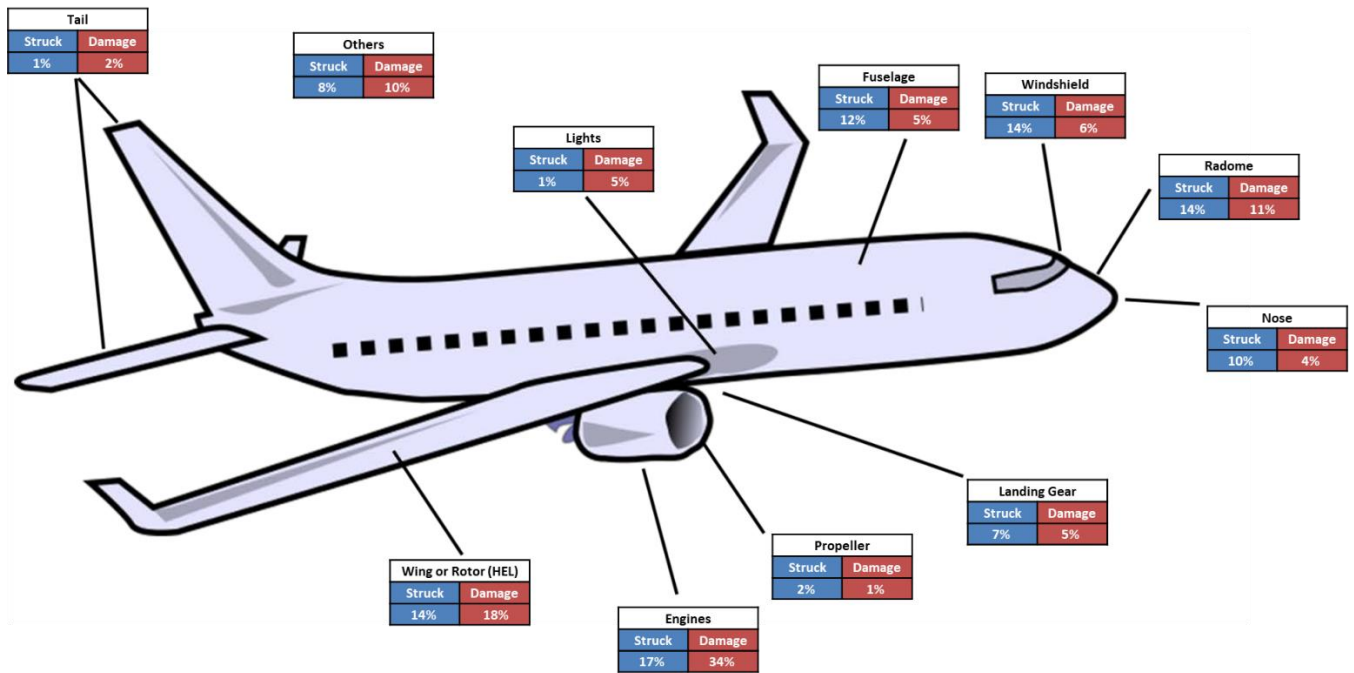 Tail
Struck Damage
1% 2%
Others
Struck Damage
8% 10%
Lights
Struck Damage
1% 5%
Fuselage
Struck Damage
12% 5%
Windshield
Struck Damage
14% 6%
Radome
Struck Damage
14% 11%
Nose
Struck Damage
10% 4%
Landing Gear
Struck Damage
7% 5%
Propeller
Struck Damage
2% 1%
Wing or Rotor (HEL)
Struck Damage
14% 18%
Engines
Struck Damage
17% 34%